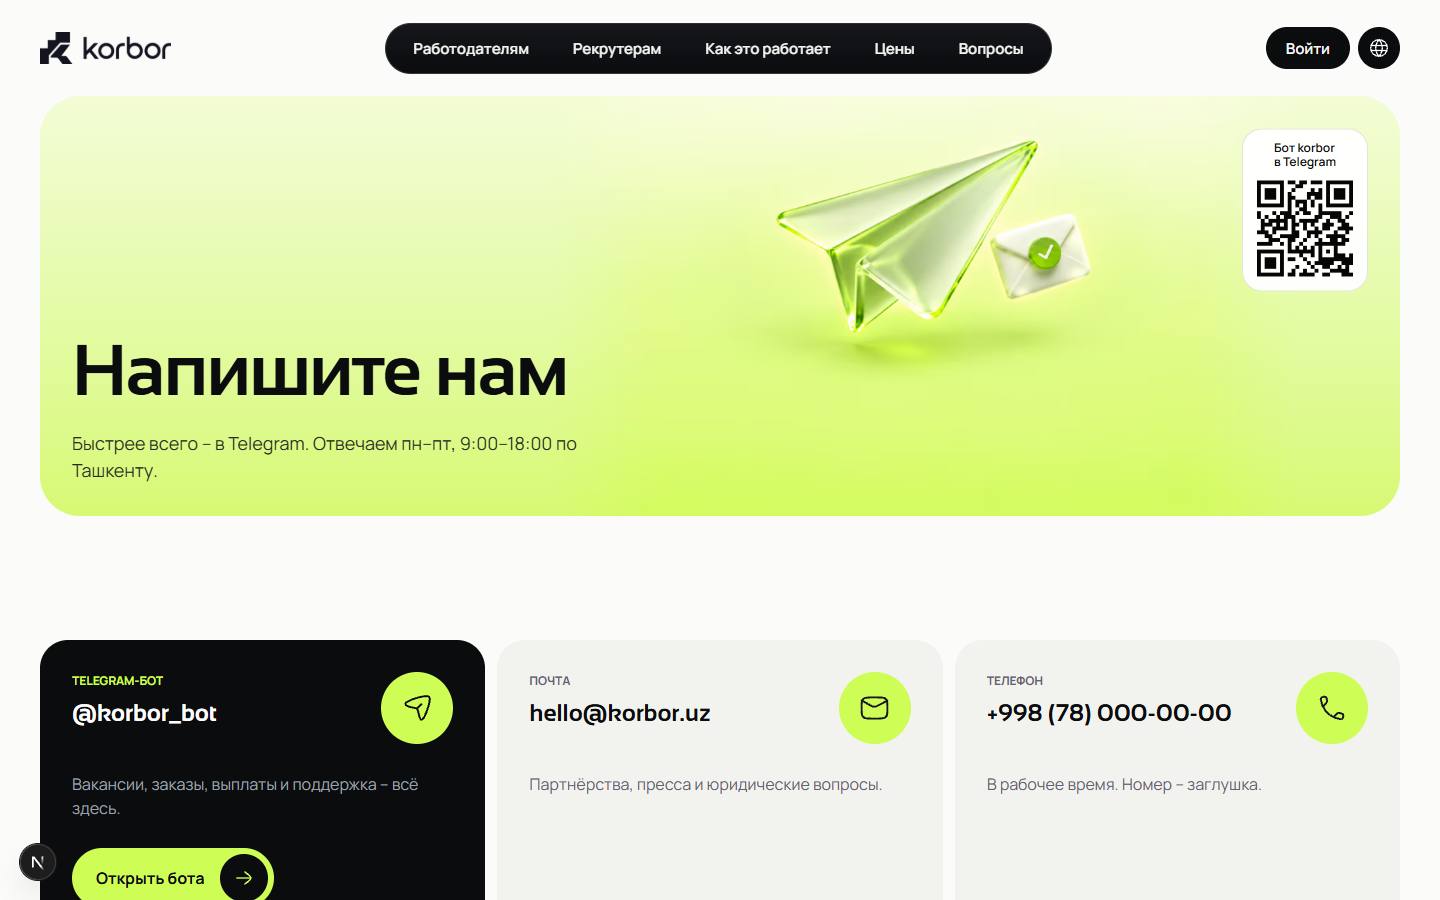 korbor
Работодателям
Рекрутерам
Как это работает
Цены
Вопросы
Войти
Бот korbor
в Telegram
Напишите нам
Быстрее всего – в Telegram. Отвечаем пн–пт, 9:00–18:00 по
Ташкенту.
TELEGRAM-БОТ
@korbor_bot
Вакансии, заказы, выплаты и поддержка – всё
здесь.
Открыть бота
ПОЧТА
hello@korbor.uz
Партнёрства, пресса и юридические вопросы.
ТЕЛЕФОН
+998 (78) 000-00-00
В рабочее время. Номер – заглушка.
N